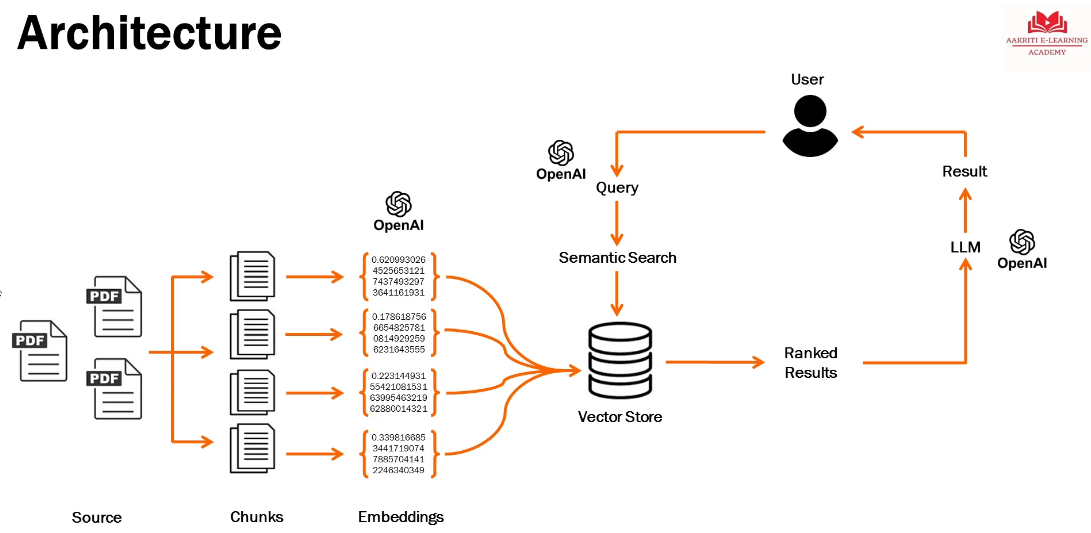 Architecture
AAKRITI E-LEARNING
ACADEMY
User
OpenAI
Query
Result
OpenAI
Semantic Search
LLM
OpenAI
PDF
PDF
PDF
0.620993026
4525653121
7437493297
3641161931
0.178618756
6654825781
0814929259
6231643555
0.223144931
55421081531
63995463219
62880014321
0.339816685
3441719074
7885704141
2246340349
Vector Store
Ranked
Results
Source
Chunks
Embeddings